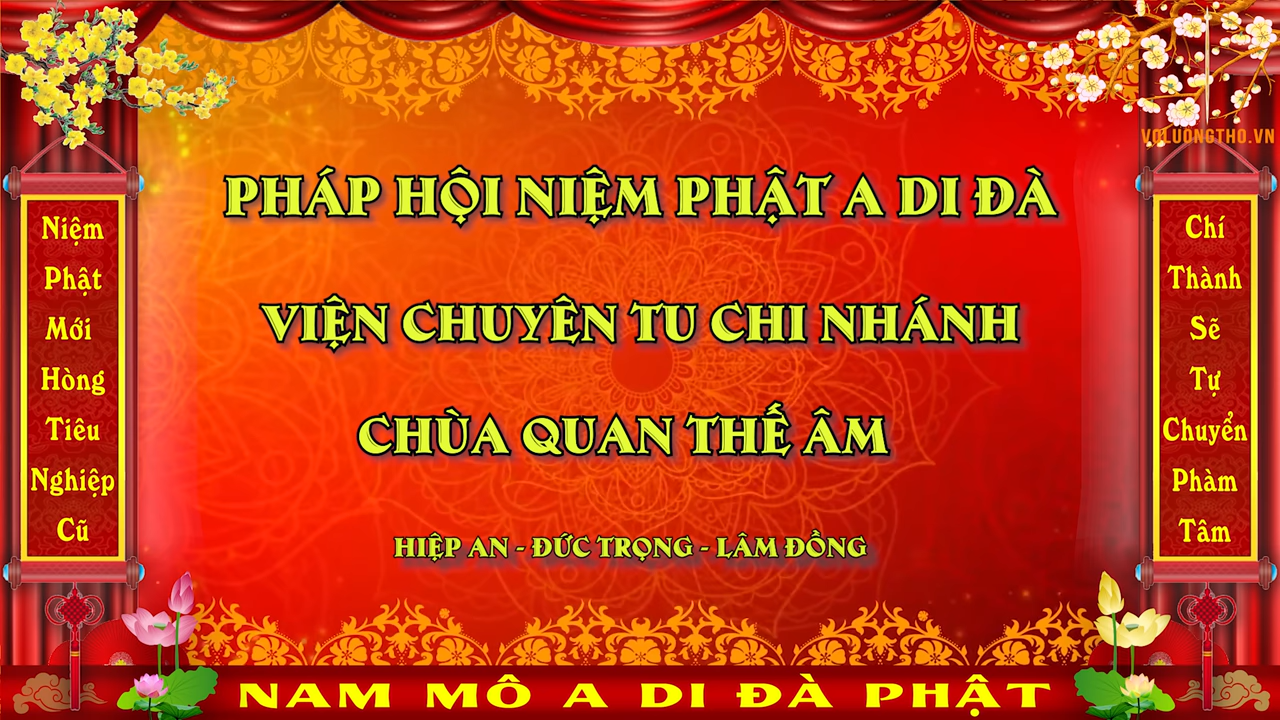 VOLUONGTHO.VN
PHÁP HỘI NIỆM PHẬT A DI ĐÀ
VIỆN CHUYÊN TU CHI NHÁNH
CHÙA QUAN THẾ ÂM
HIỆP AN - ĐỨC TRỌNG - LÂM ĐỒNG
Niệm
Phật
Mới
Hòng
Tiêu
Nghiệp
Cũ
Chí
Thành
Sẽ
Tự
Chuyển
Phàm
Tâm
NAM MÔ A DI ĐÀ PHẬT